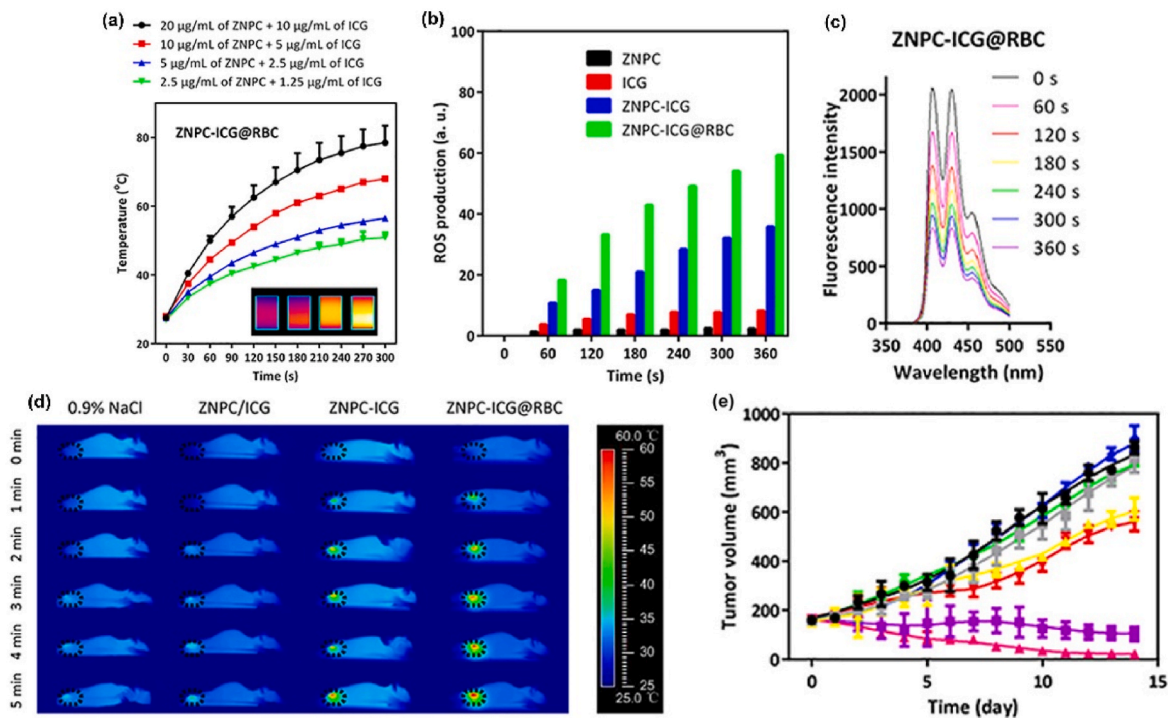 (a)
20 µg/mL of ZNPC + 10 µg/mL of ICG
10 µg/mL of ZNPC + 5 µg/mL of ICG
5 µg/mL of ZNPC + 2.5 µg/mL of ICG
2.5 µg/mL of ZNPC + 1.25 µg/mL of ICG
ZNPC-ICG@RBC
Temperature (°C)
80
60
40
20
0 30 60 90 120 150 180 210 240 270 300
Time (s)
(b)
ROS production (a. u.)
100
80
60
40
20
0
ZNPC
ICG
ZNPC-ICG
ZNPC-ICG@RBC
0 60 120 180 240 300 360
Time (s)
(c)
ZNPC-ICG@RBC
Fluorescence intensity
2000
1500
1000
500
0
0 s
60 s
120 s
180 s
240 s
300 s
360 s
350 400 450 500 550
Wavelength (nm)
(d)
0.9% NaCl ZNPC/ICG ZNPC-ICG ZNPC-ICG@RBC
0 min
1 min
2 min
3 min
4 min
5 min
60.0 ℃
60
55
50
45
40
35
30
25
25.0 ℃
(e)
Tumor volume (mm³)
1000
800
600
400
200
0
0 5 10 15
Time (day)